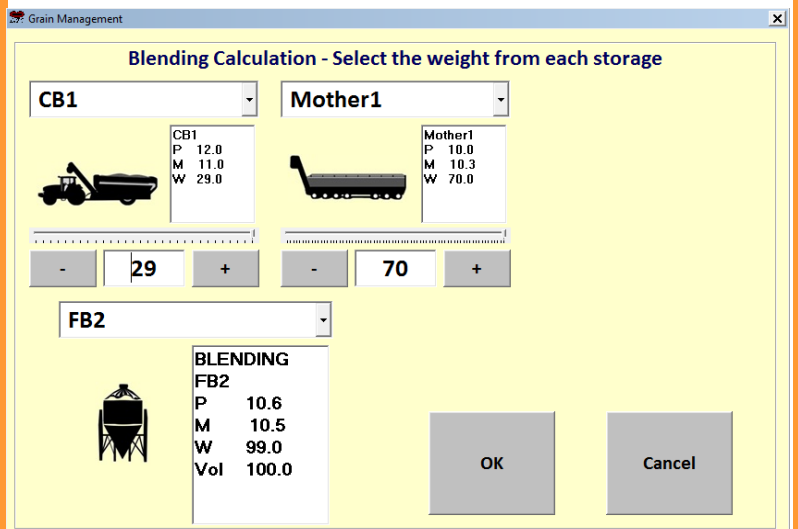 Grain Management
Blending Calculation - Select the weight from each storage
CB1
Mother1
CB1
P 12.0
M 11.0
W 29.0
Mother1
P 10.0
M 10.3
W 70.0
- 29 +
- 70 +
FB2
BLENDING
FB2
P 10.6
M 10.5
W 99.0
Vol 100.0
OK
Cancel